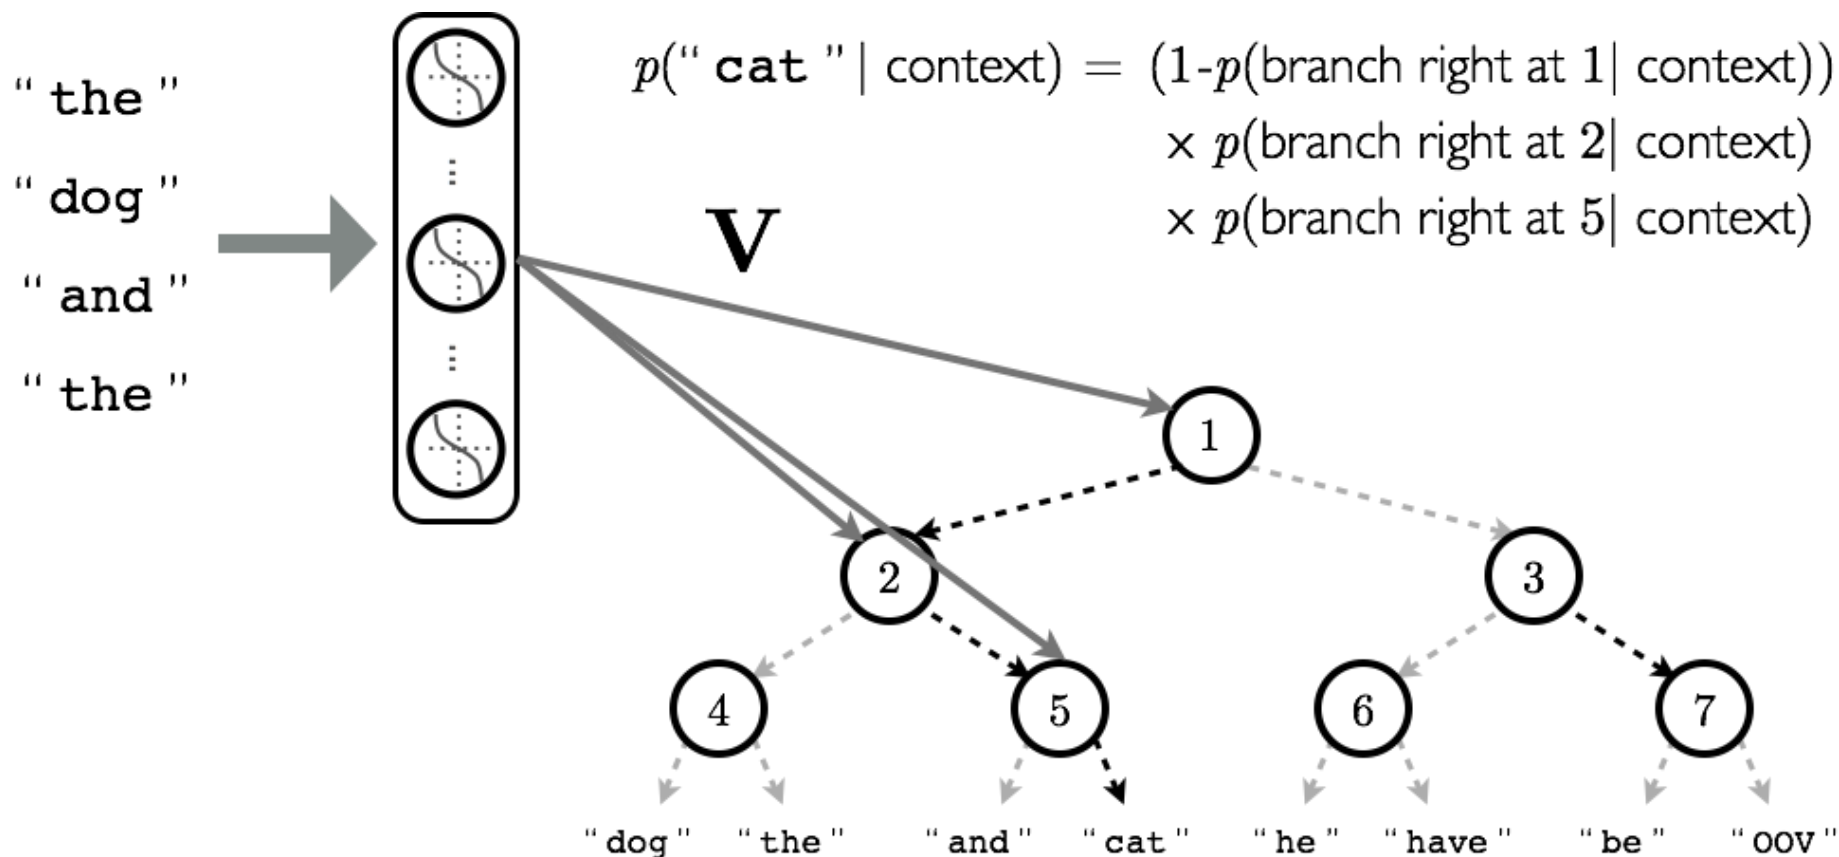 “ the ”
“ dog ”
“ and ”
“ the ”
p(“ cat ” | context) = (1-p(branch right at 1| context))
× p(branch right at 2| context)
× p(branch right at 5| context)
V
1
2
3
4
5
6
7
“ dog ” “ the ” “ and ” “ cat ” “ he ” “ have ” “ be ” “ OOV ”